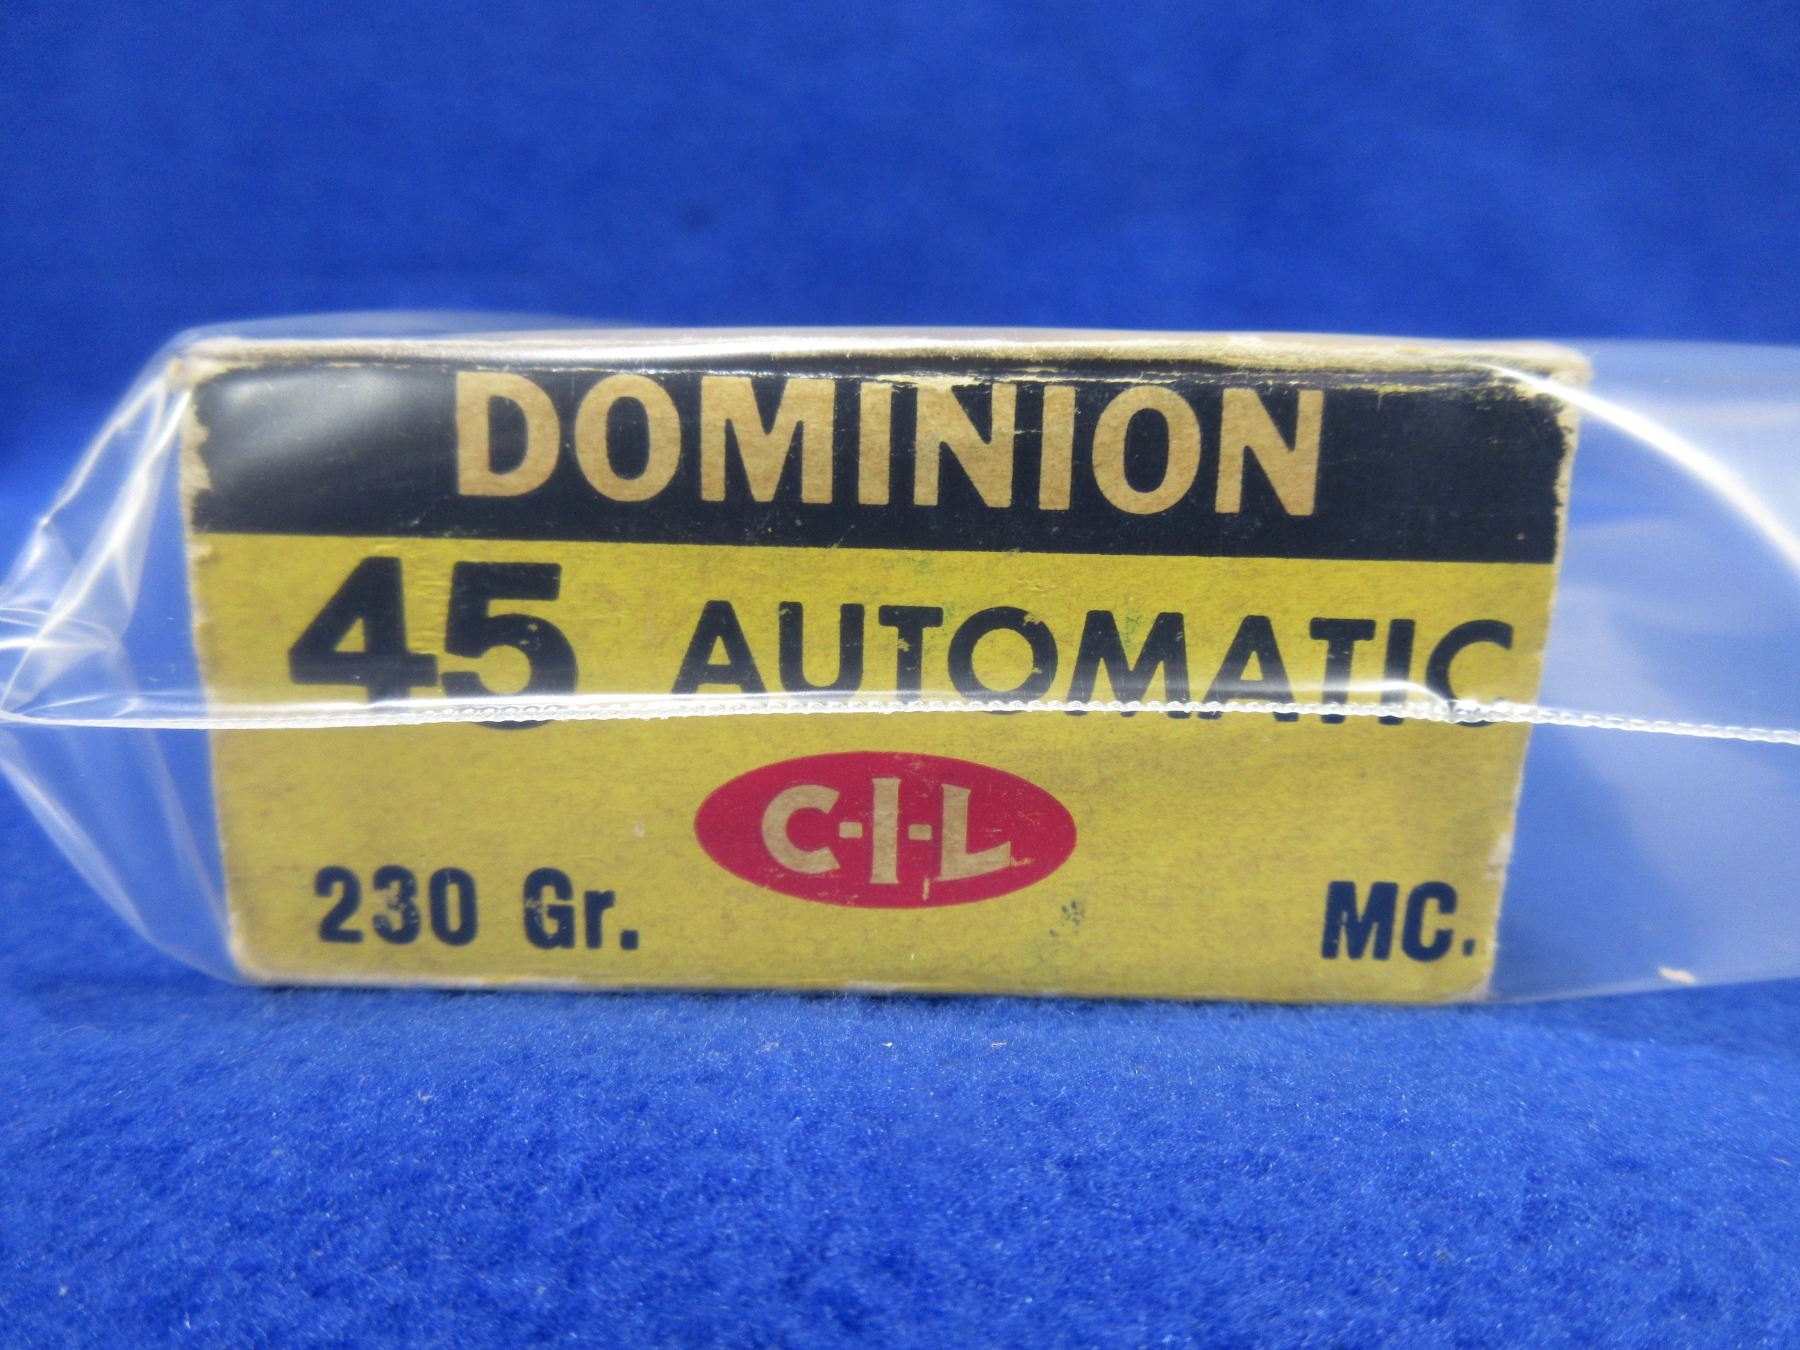 DOMINION
45 AUTOMATIC
C-I-L
230 Gr. MC.